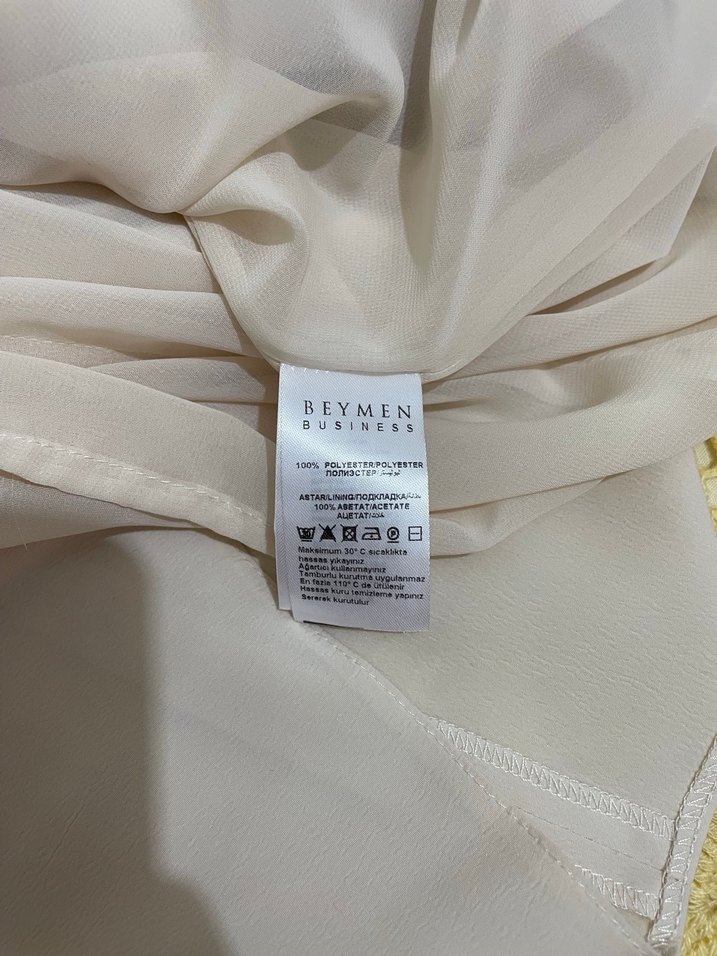 BEYMEN
BUSINESS
100% POLYESTER/POLYESTER
ПОЛИЭСТЕР/بوليستر
ASTAR/LINING/ПОДКЛАДКА/
100% ASETAT/ACETATE
АЦЕТАТ/
Maksimum 30° C sıcaklıkta
hassas yıkayınız
Ağartıcı kullanmayınız
Tamburlu kurutma uygulanmaz
En fazla 110° C de ütülenir
Hassas kuru temizleme yapınız
Sererek kurutulur